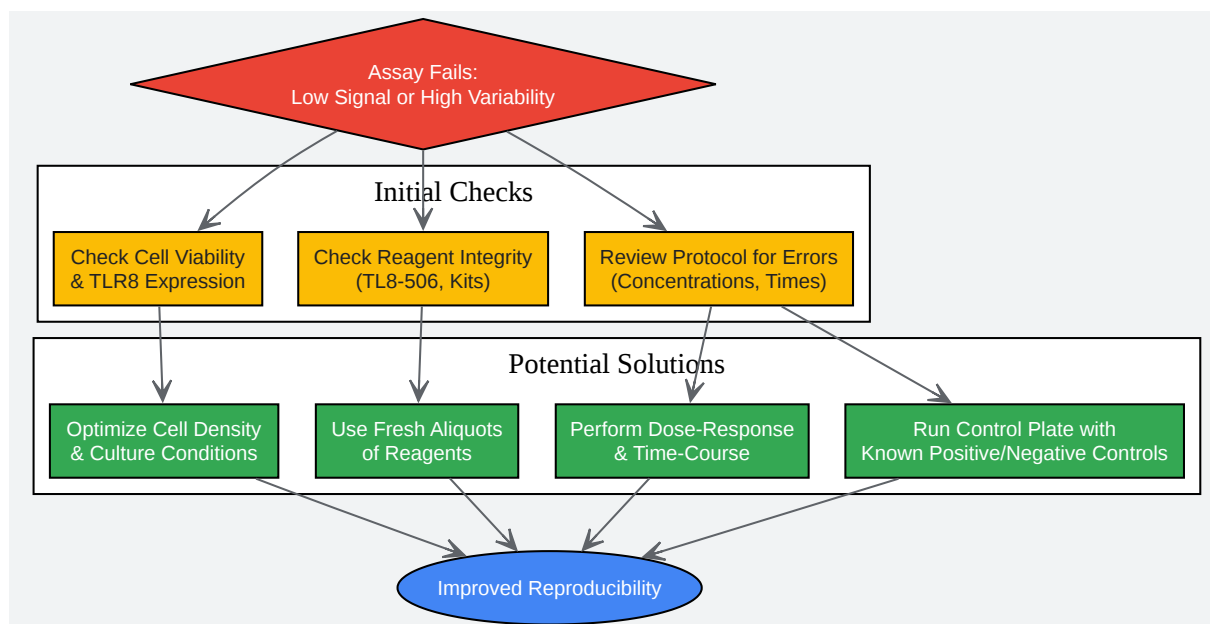 Assay Fails:
Low Signal or High Variability
Initial Checks
Check Cell Viability
& TLR8 Expression
Check Reagent Integrity
(TL8-506, Kits)
Review Protocol for Errors
(Concentrations, Times)
Potential Solutions
Optimize Cell Density
& Culture Conditions
Use Fresh Aliquots
of Reagents
Perform Dose-Response
& Time-Course
Run Control Plate with
Known Positive/Negative Controls
Improved Reproducibility